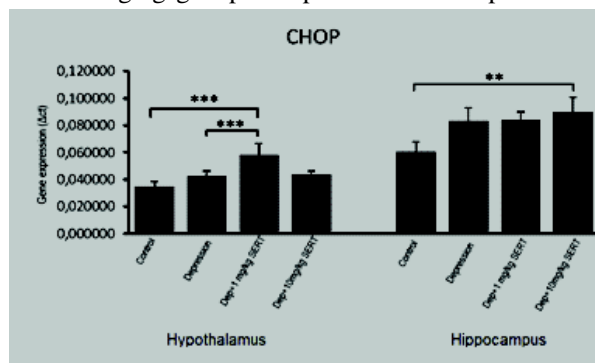 CHOP
Gene expression (Δct)
0,120000
0,100000
0,080000
0,060000
0,040000
0,020000
0,000000
***
***
**
Control
Depression
Dep+1 mg/kg SERT
Dep+10mg/kg SERT
Control
Depression
Dep+1 mg/kg SERT
Dep+10mg/kg SERT
Hypothalamus
Hippocampus